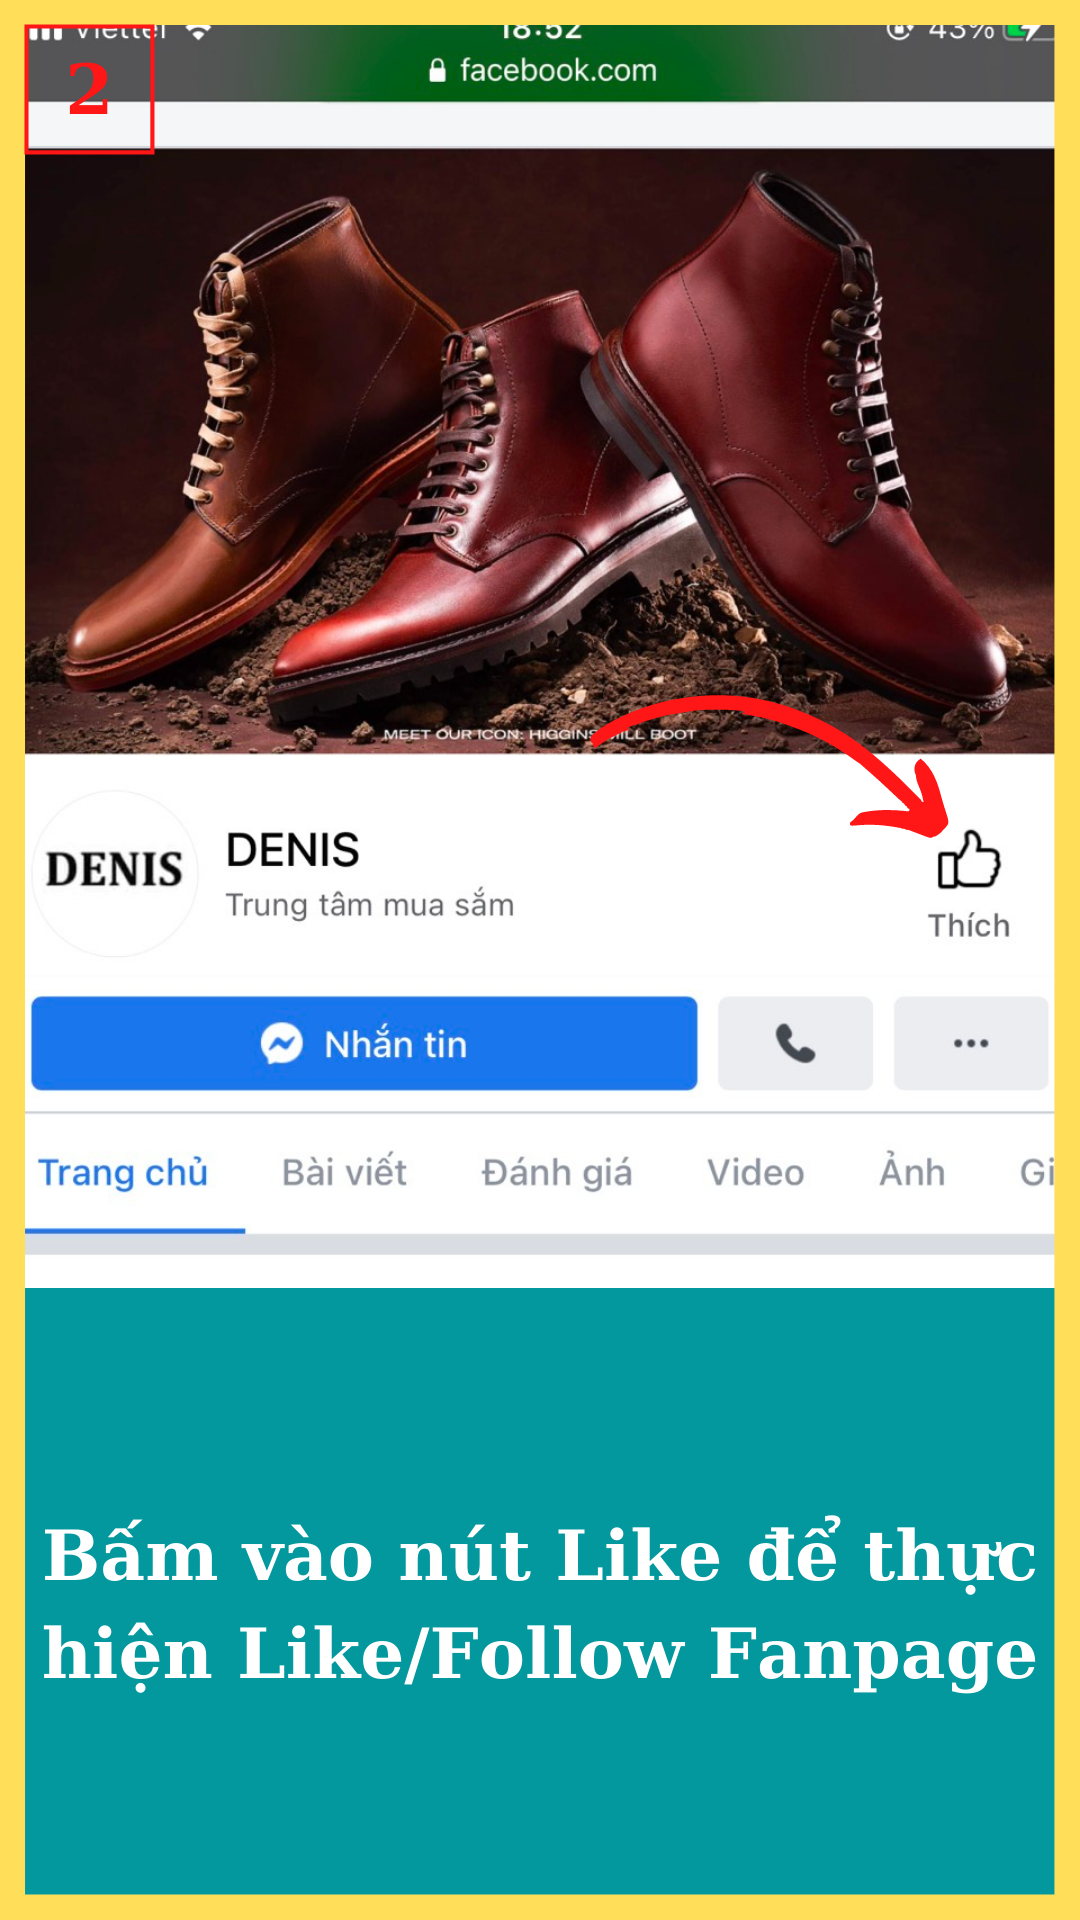 Viettel 18:52 43%
2
facebook.com
MEET OUR ICON: HIGGINS MILL BOOT
DENIS
DENIS
Trung tâm mua sắm
Thích
Nhắn tin
Trang chủ Bài viết Đánh giá Video Ảnh Gi
Bấm vào nút Like để thực
hiện Like/Follow Fanpage